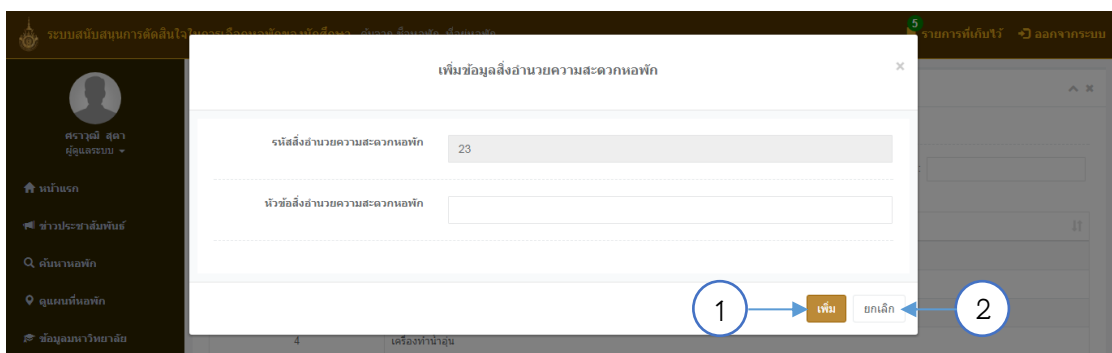 5
ระบบสนับสนุนการตัดสินใจในการเลือกหอพักของนักศึกษา
รายการที่เก็บไว้
ออกจากระบบ
เพิ่มข้อมูลสิ่งอำนวยความสะดวกหอพัก
×
ศราวุฒิ สุดา
ผู้ดูแลระบบ
รหัสสิ่งอำนวยความสะดวกหอพัก
23
หน้าแรก
หัวข้อสิ่งอำนวยความสะดวกหอพัก
ข่าวประชาสัมพันธ์
ค้นหาหอพัก
ดูแผนที่หอพัก
1
เพิ่ม
ยกเลิก
2
ข้อมูลมหาวิทยาลัย
4
เครื่องทำน้ำอุ่น